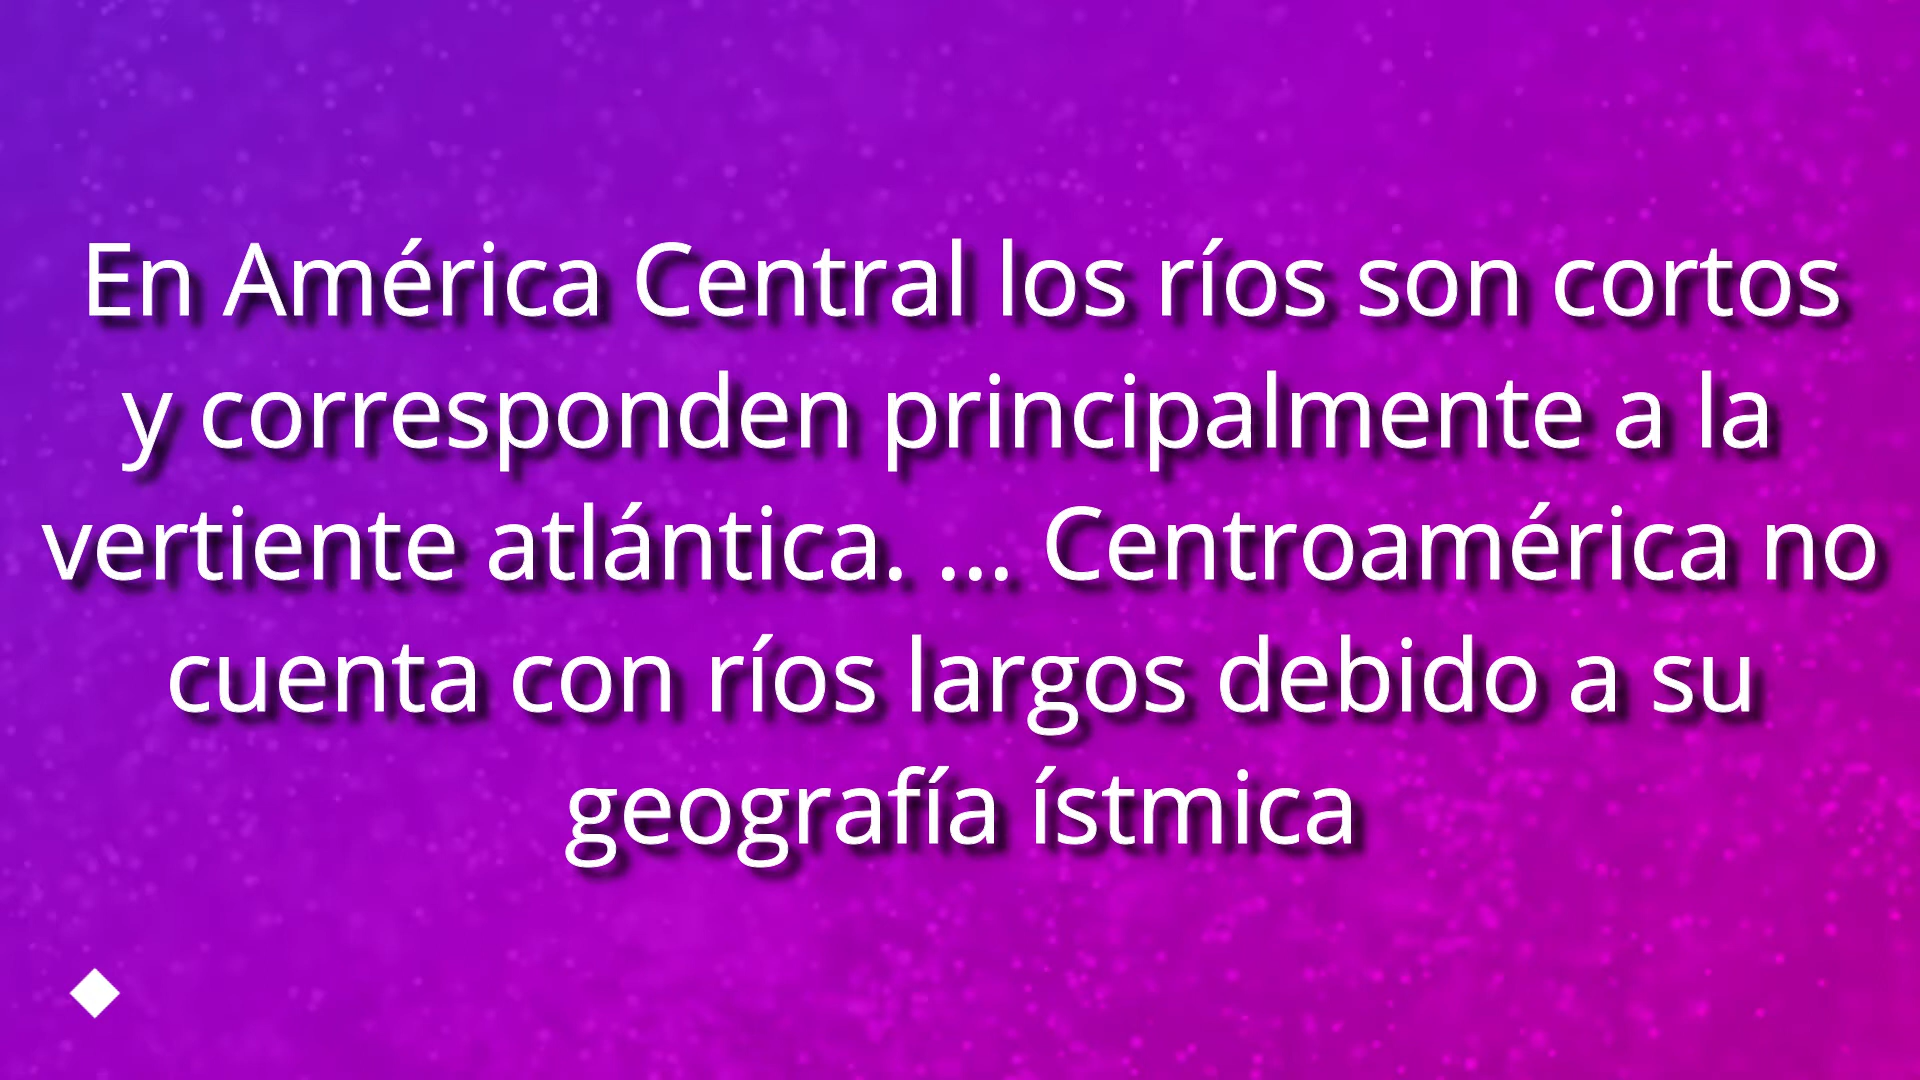 En América Central los ríos son cortos
y corresponden principalmente a la
vertiente atlántica. ... Centroamérica no
cuenta con ríos largos debido a su
geografía ístmica